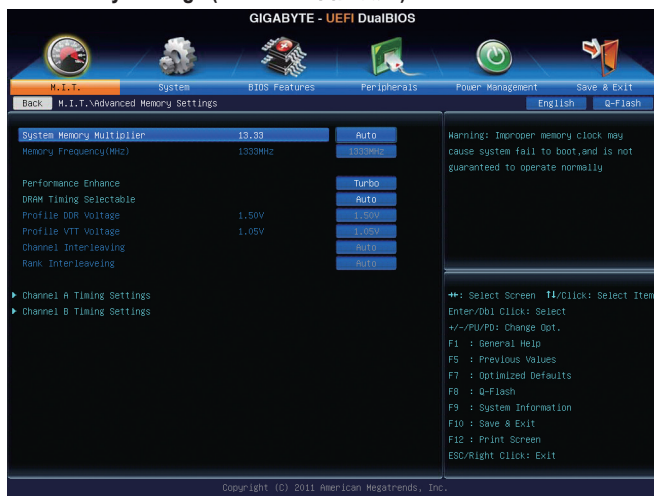 GIGABYTE - UEFI DualBIOS
M.I.T. System BIOS Features Peripherals Power Management Save & Exit
Back M.I.T.\Advanced Memory Settings English Q-Flash
System Memory Multiplier 13.33 Auto
Memory Frequency(MHz) 1333MHz 1333MHz
Performance Enhance Turbo
DRAM Timing Selectable Auto
Profile DDR Voltage 1.50V 1.50V
Profile VTT Voltage 1.05V 1.05V
Channel Interleaving Auto
Rank Interleaveing Auto
Channel A Timing Settings
Channel B Timing Settings
Warning: Improper memory clock may
cause system fail to boot,and is not
guaranteed to operate normally
→←: Select Screen ↑↓/Click: Select Item
Enter/Dbl Click: Select
+/-/PU/PD: Change Opt.
F1 : General Help
F5 : Previous Values
F7 : Optimized Defaults
F8 : Q-Flash
F9 : System Information
F10 : Save & Exit
F12 : Print Screen
ESC/Right Click: Exit
Copyright (C) 2011 American Megatrends, Inc.